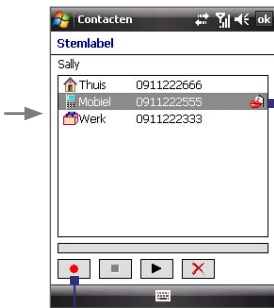 Contacten ok
Stemlabel
Sally
Thuis 0911222666
Mobiel 0911222555
Werk 0911222333